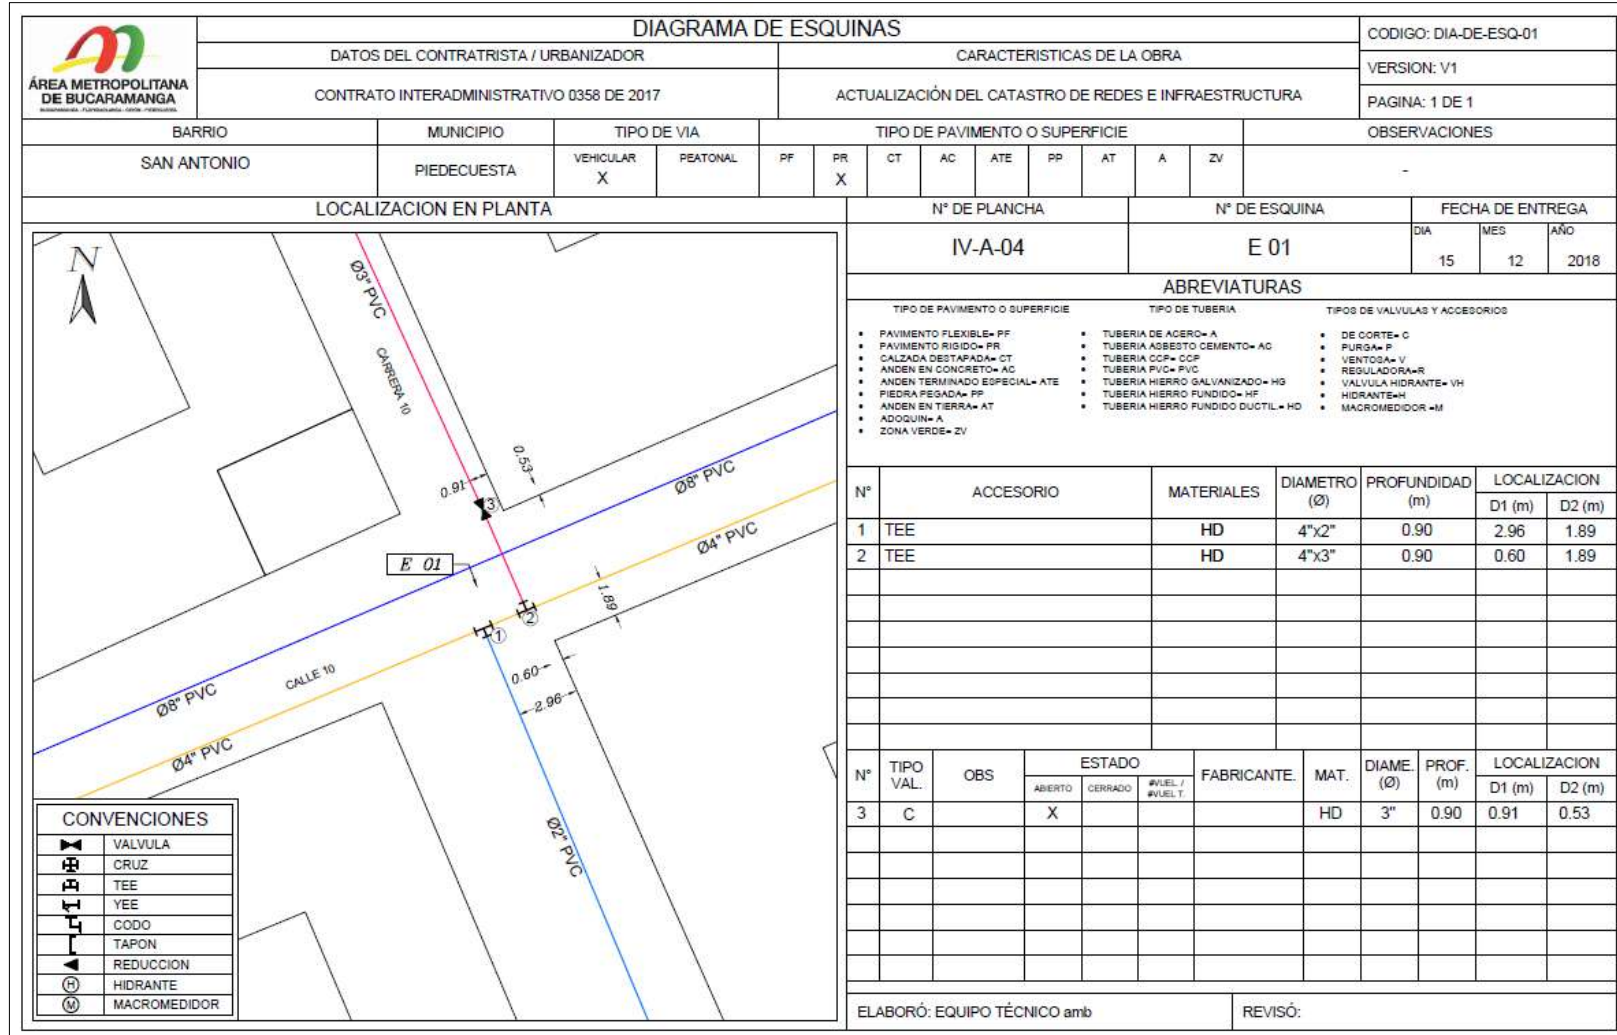 ÁREA METROPOLITANA
DE BUCARAMANGA
DIAGRAMA DE ESQUINAS
DATOS DEL CONTRATRISTA / URBANIZADOR
CARACTERISTICAS DE LA OBRA
CONTRATO INTERADMINISTRATIVO 0358 DE 2017
ACTUALIZACIÓN DEL CATASTRO DE REDES E INFRAESTRUCTURA
CODIGO: DIA-DE-ESQ-01
VERSION: V1
PAGINA: 1 DE 1
BARRIO MUNICIPIO TIPO DE VIA TIPO DE PAVIMENTO O SUPERFICIE OBSERVACIONES
SAN ANTONIO PIEDECUESTA VEHICULAR PEATONAL PF PR CT AC ATE PP AT A ZV
X X -
LOCALIZACION EN PLANTA
N
Ø3" PVC
CARRERA 10
0.53
0.91
3
Ø8" PVC
Ø4" PVC
E 01
1.89
2
1
0.60
2.96
CALLE 10
Ø8" PVC
Ø4" PVC
Ø2" PVC
CONVENCIONES
VALVULA
CRUZ
TEE
YEE
CODO
TAPON
REDUCCION
H HIDRANTE
M MACROMEDIDOR
N° DE PLANCHA N° DE ESQUINA FECHA DE ENTREGA
IV-A-04 E 01
DIA MES AÑO
15 12 2018
ABREVIATURAS
TIPO DE PAVIMENTO O SUPERFICIE
• PAVIMENTO FLEXIBLE= PF
• PAVIMENTO RIGIDO= PR
• CALZADA DESTAPADA= CT
• ANDEN EN CONCRETO= AC
• ANDEN TERMINADO ESPECIAL= ATE
• PIEDRA PEGADA= PP
• ANDEN EN TIERRA= AT
• ADOQUIN= A
• ZONA VERDE= ZV
TIPO DE TUBERIA
• TUBERIA DE ACERO= A
• TUBERIA ASBESTO CEMENTO= AC
• TUBERIA CCP= CCP
• TUBERIA PVC= PVC
• TUBERIA HIERRO GALVANIZADO= HG
• TUBERIA HIERRO FUNDIDO= HF
• TUBERIA HIERRO FUNDIDO DUCTIL= HD
TIPOS DE VALVULAS Y ACCESORIOS
• DE CORTE= C
• PURGA= P
• VENTOSA= V
• REGULADORA=R
• VALVULA HIDRANTE= VH
• HIDRANTE=H
• MACROMEDIDOR =M
N° ACCESORIO MATERIALES DIAMETRO (Ø) PROFUNDIDAD (m) LOCALIZACION
D1 (m) D2 (m)
1 TEE HD 4"x2" 0.90 2.96 1.89
2 TEE HD 4"x3" 0.90 0.60 1.89
N° TIPO VAL. OBS ESTADO FABRICANTE. MAT. DIAME. (Ø) PROF. (m) LOCALIZACION
ABIERTO CERRADO #VUEL / #VUEL T. D1 (m) D2 (m)
3 C X HD 3" 0.90 0.91 0.53
ELABORÓ: EQUIPO TÉCNICO amb
REVISÓ: